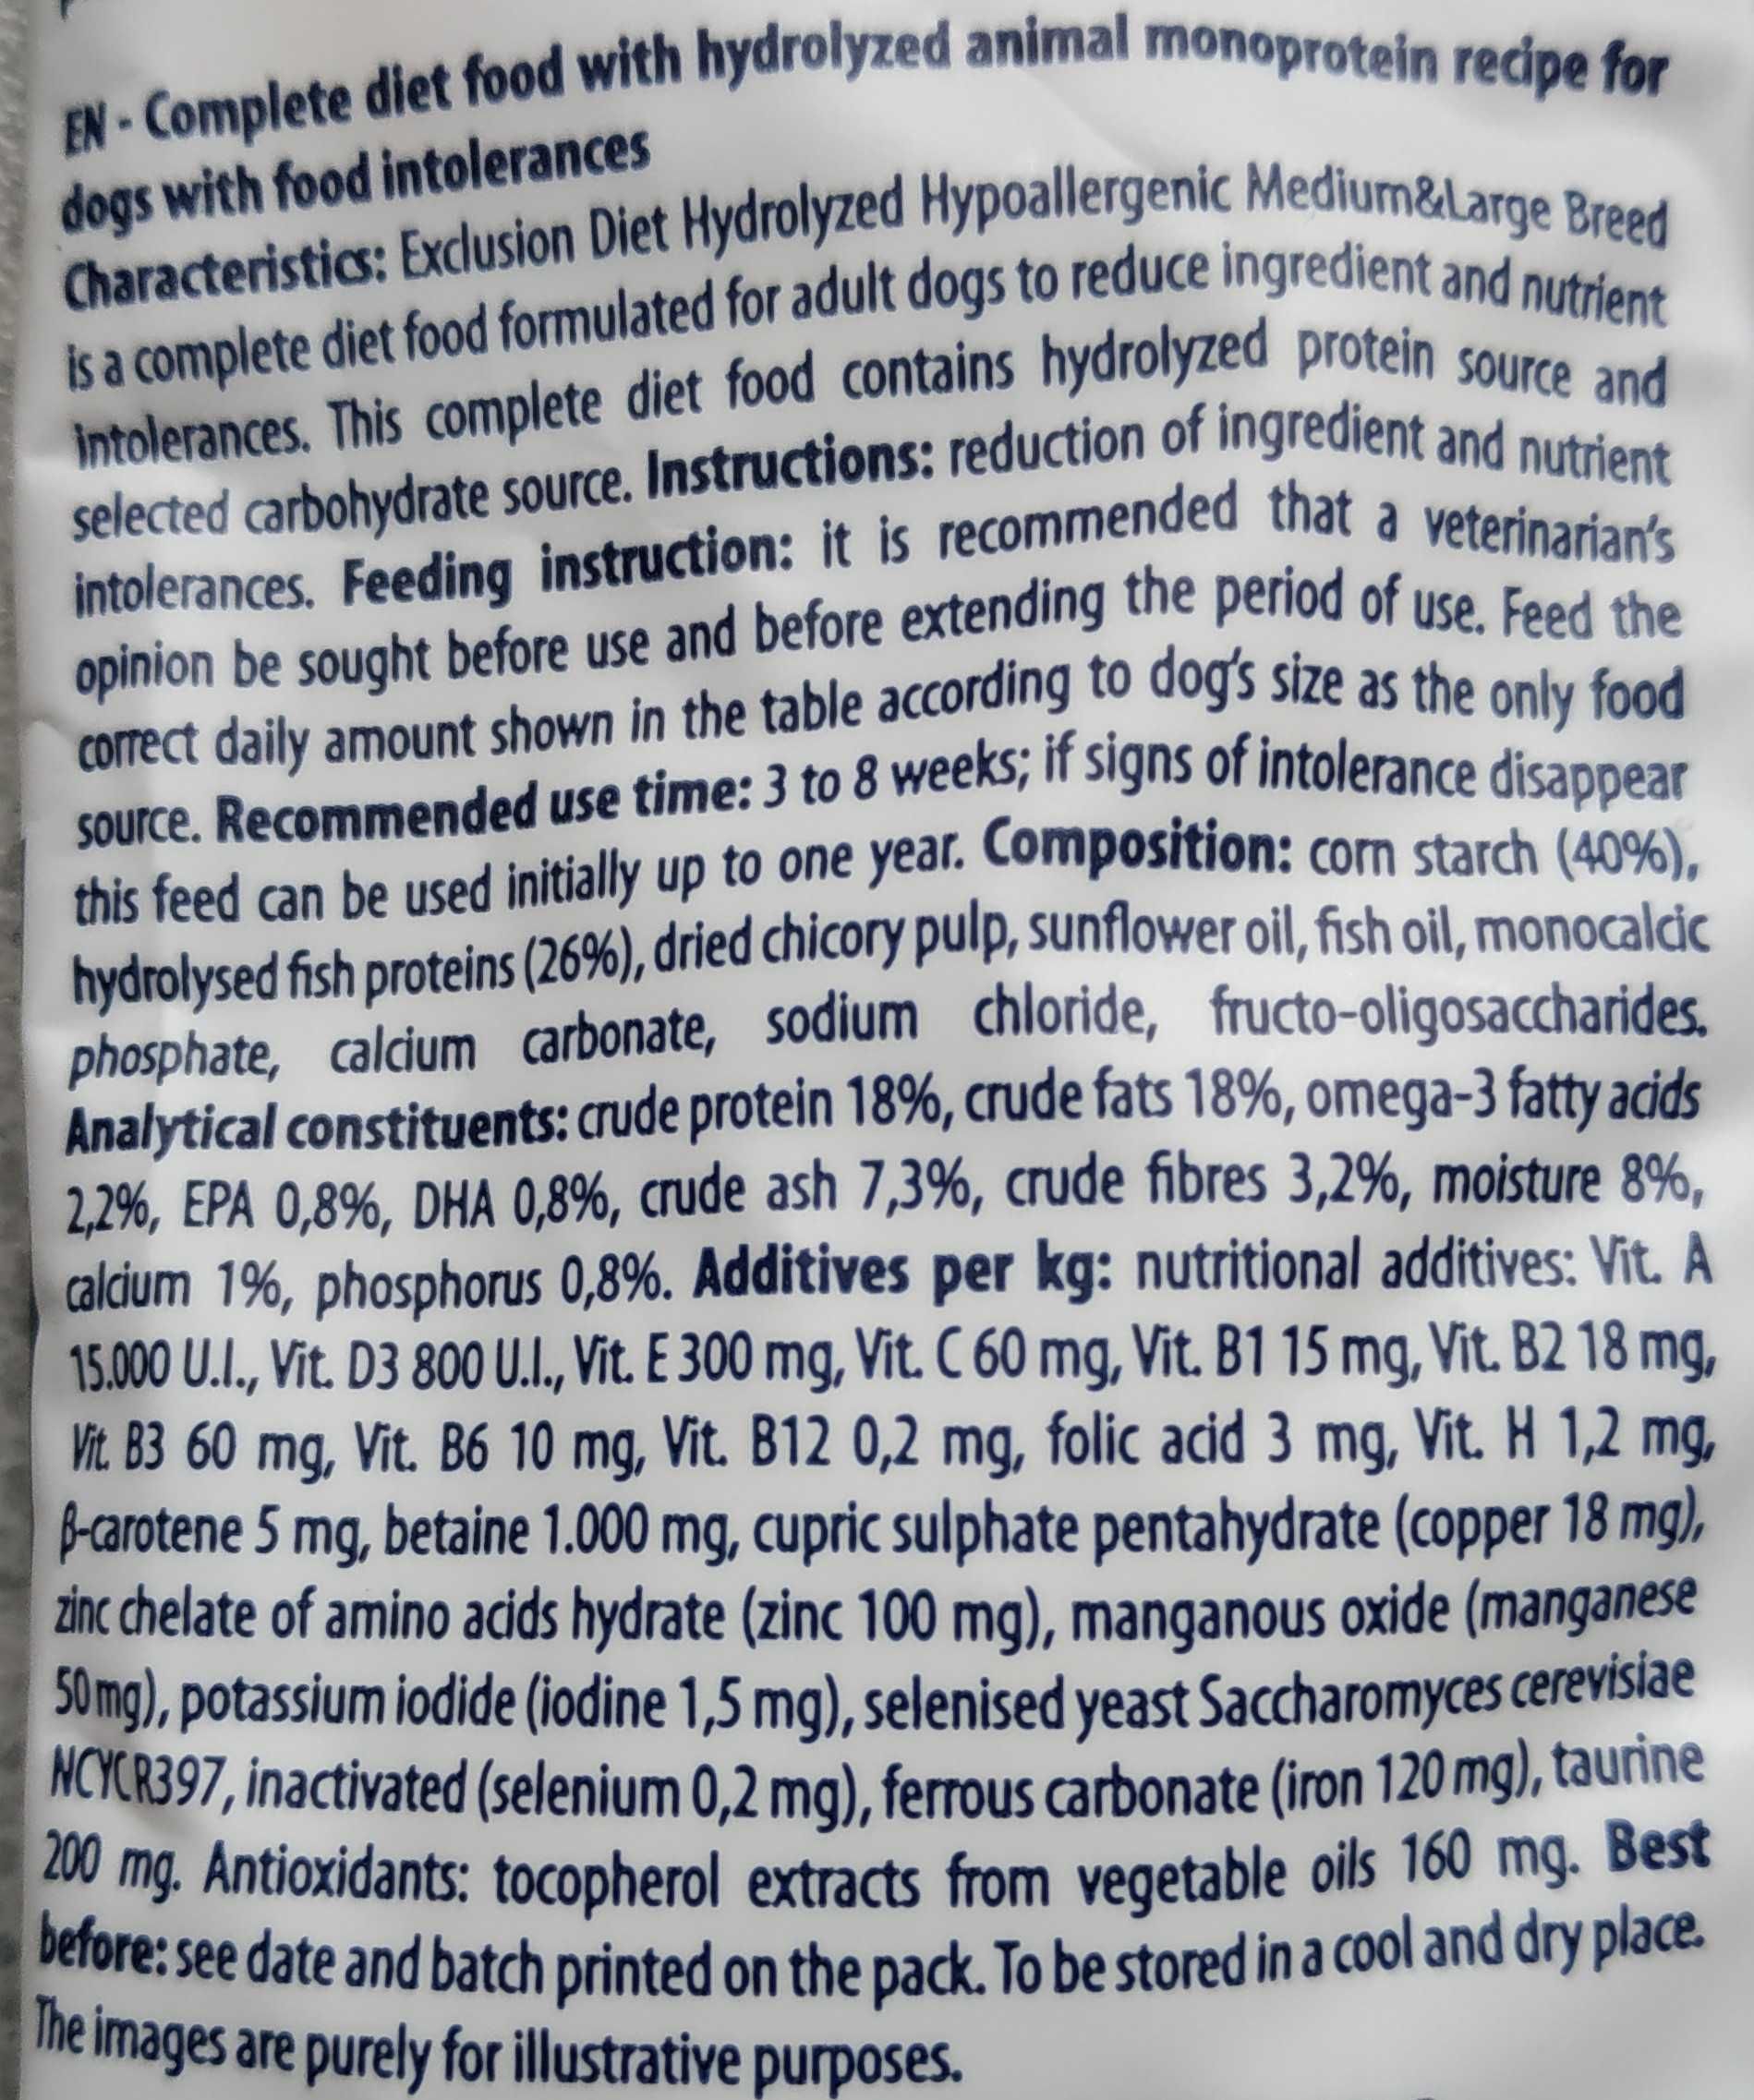 EN - Complete diet food with hydrolyzed animal monoprotein recipe for
dogs with food intolerances
Characteristics: Exclusion Diet Hydrolyzed Hypoallergenic Medium&Large Breed
is a complete diet food formulated for adult dogs to reduce ingredient and nutrient
intolerances. This complete diet food contains hydrolyzed protein source and
selected carbohydrate source. Instructions: reduction of ingredient and nutrient
intolerances. Feeding instruction: it is recommended that a veterinarian's
opinion be sought before use and before extending the period of use. Feed the
correct daily amount shown in the table according to dog's size as the only food
source. Recommended use time: 3 to 8 weeks; if signs of intolerance disappear
this feed can be used initially up to one year. Composition: corn starch (40%),
hydrolysed fish proteins (26%), dried chicory pulp, sunflower oil, fish oil, monocalcic
phosphate, calcium carbonate, sodium chloride, fructo-oligosaccharides.
Analytical constituents: crude protein 18%, crude fats 18%, omega-3 fatty acids
2,2%, EPA 0,8%, DHA 0,8%, crude ash 7,3%, crude fibres 3,2%, moisture 8%,
calcium 1%, phosphorus 0,8%. Additives per kg: nutritional additives: Vit. A
15.000 U.I., Vit. D3 800 U.I., Vit. E 300 mg, Vit. C 60 mg, Vit. B1 15 mg, Vit. B2 18 mg,
Vit. B3 60 mg, Vit. B6 10 mg, Vit. B12 0,2 mg, folic acid 3 mg, Vit. H 1,2 mg,
β-carotene 5 mg, betaine 1.000 mg, cupric sulphate pentahydrate (copper 18 mg),
zinc chelate of amino acids hydrate (zinc 100 mg), manganous oxide (manganese
50 mg), potassium iodide (iodine 1,5 mg), selenised yeast Saccharomyces cerevisiae
NCYC R397, inactivated (selenium 0,2 mg), ferrous carbonate (iron 120 mg), taurine
200 mg. Antioxidants: tocopherol extracts from vegetable oils 160 mg. Best
before: see date and batch printed on the pack. To be stored in a cool and dry place.
The images are purely for illustrative purposes.